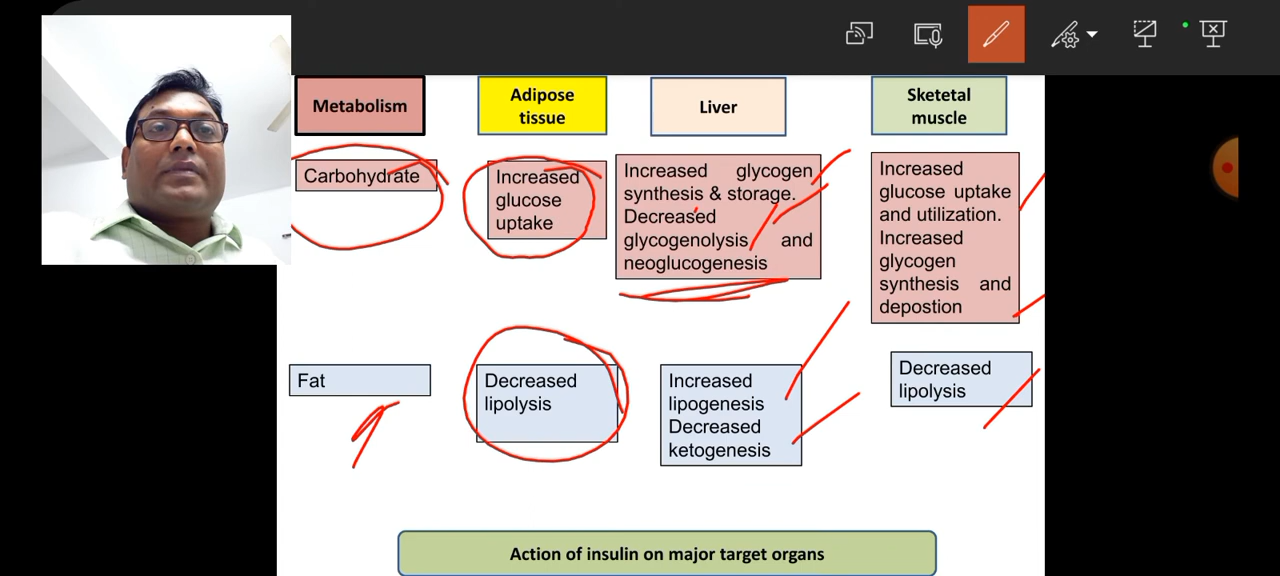 Metabolism
Adipose
tissue
Liver
Sketetal
muscle
Carbohydrate
Increased
glucose
uptake
Increased glycogen
synthesis & storage.
Decreased
glycogenolysis and
neoglucogenesis
Increased
glucose uptake
and utilization.
Increased
glycogen
synthesis and
depostion
Fat
Decreased
lipolysis
Increased
lipogenesis
Decreased
ketogenesis
Decreased
lipolysis
Action of insulin on major target organs